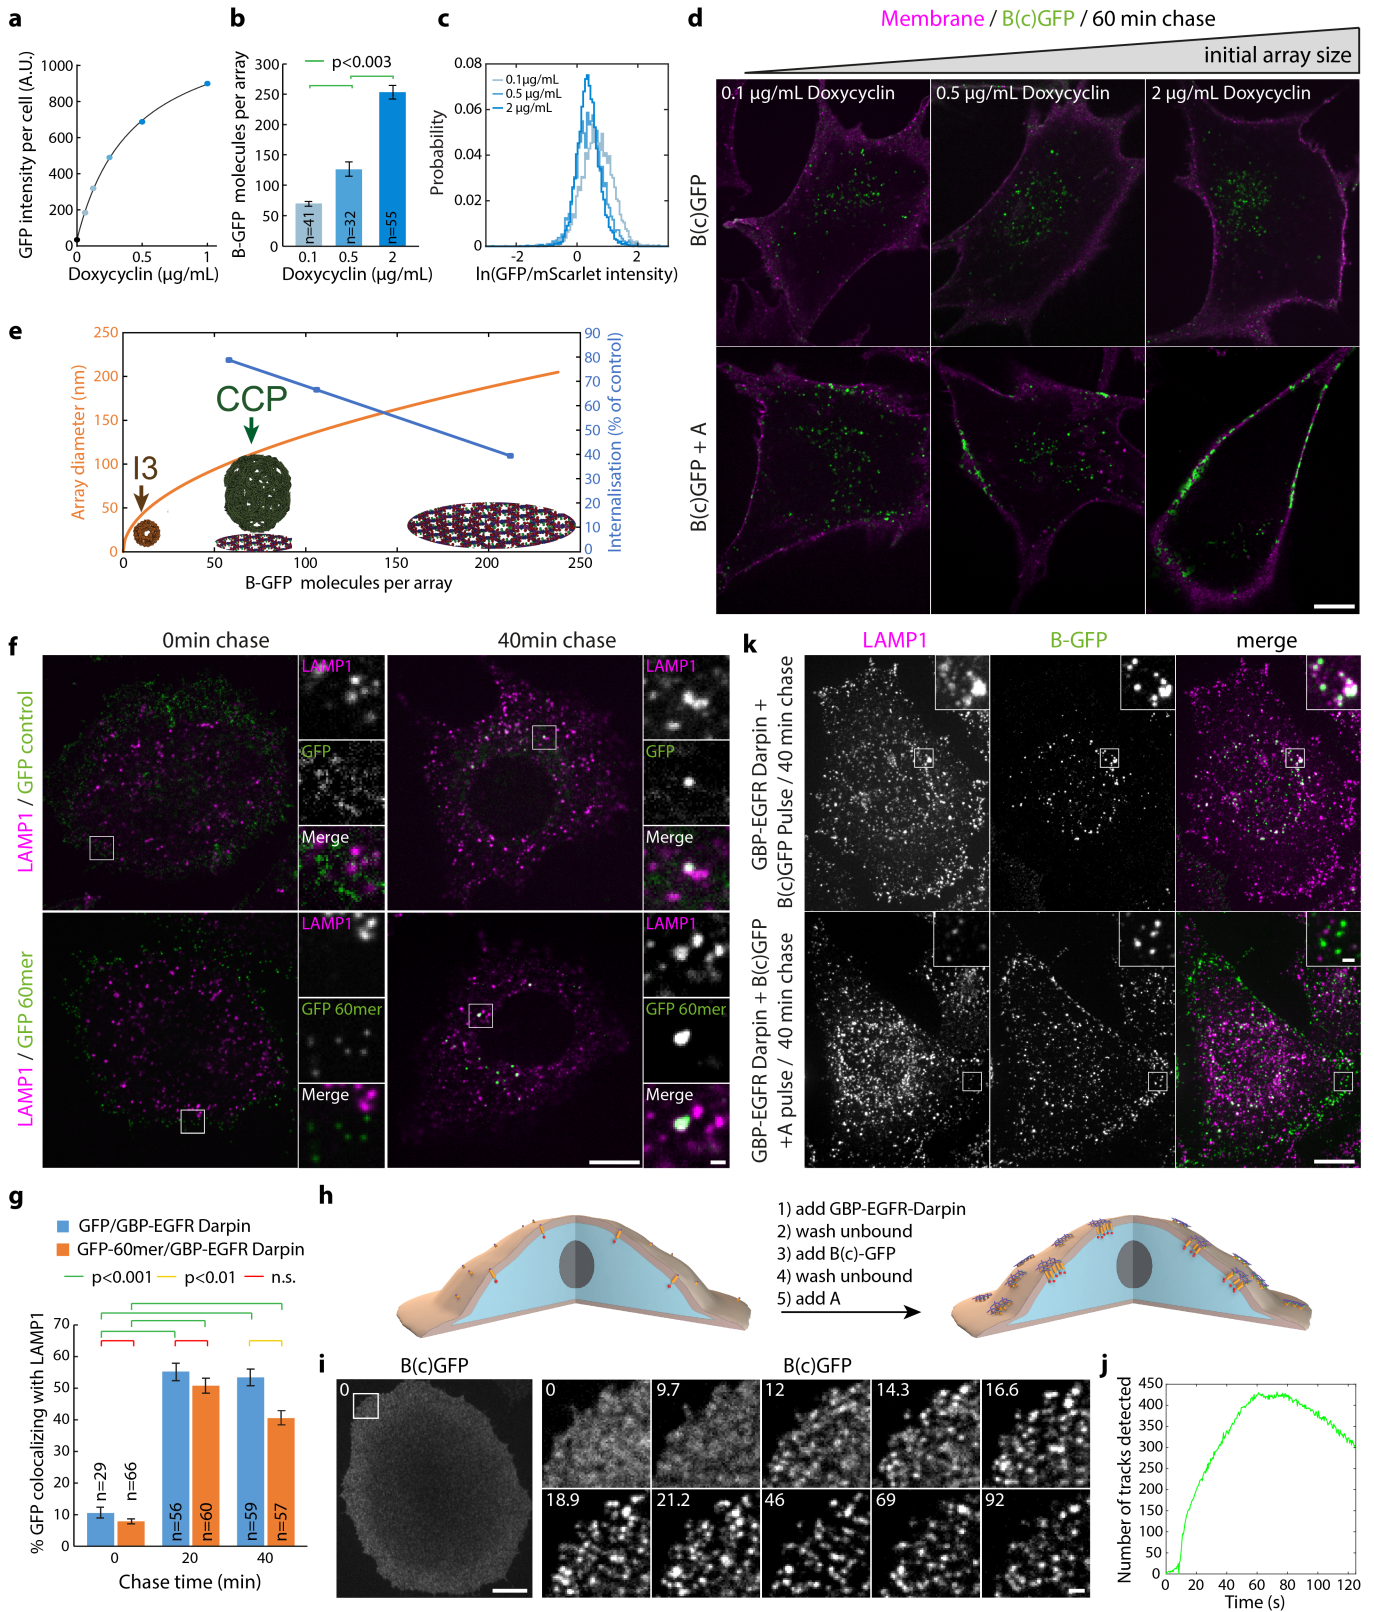 a
GFP intensity per cell (A.U.)
1000
800
600
400
200
0
0
0.5
1
Doxycyclin (µg/mL)
b
B-GFP molecules per array
p<0.003
300
250
200
150
100
50
0
n=41
n=32
n=55
0.1
0.5
2
Doxycyclin (µg/mL)
c
Probability
0.08
0.06
0.04
0.02
0
0.1µg/mL
0.5 µg/mL
2 µg/mL
-2
0
2
ln(GFP/mScarlet intensity)
d
Membrane / B(c)GFP / 60 min chase
initial array size
0.1 µg/mL Doxycyclin
0.5 µg/mL Doxycyclin
2 µg/mL Doxycyclin
B(c)GFP
B(c)GFP + A
e
Array diameter (nm)
250
200
150
100
50
0
I3
CCP
90
80
70
60
50
40
30
20
10
0
Internalisation (% of control)
0
50
100
150
200
250
B-GFP molecules per array
f
0min chase
40min chase
LAMP1 / GFP control
LAMP1
GFP
Merge
LAMP1
GFP
Merge
LAMP1 / GFP 60mer
LAMP1
GFP 60mer
Merge
LAMP1
GFP 60mer
Merge
k
LAMP1
B-GFP
merge
GBP-EGFR Darpin +
B(c)GFP Pulse / 40 min chase
GBP-EGFR Darpin + B(c)GFP
+A pulse / 40 min chase
g
GFP/GBP-EGFR Darpin
GFP-60mer/GBP-EGFR Darpin
p<0.001
p<0.01
n.s.
% GFP colocalizing with LAMP1
70
60
50
40
30
20
10
0
n=29
n=66
n=56
n=60
n=59
n=57
0
20
40
Chase time (min)
h
1) add GBP-EGFR-Darpin
2) wash unbound
3) add B(c)-GFP
4) wash unbound
5) add A
i
B(c)GFP
B(c)GFP
0
0
9.7
12
14.3
16.6
18.9
21.2
46
69
92
j
Number of tracks detected
450
400
350
300
250
200
150
100
50
0
0
20
40
60
80
100
120
Time (s)